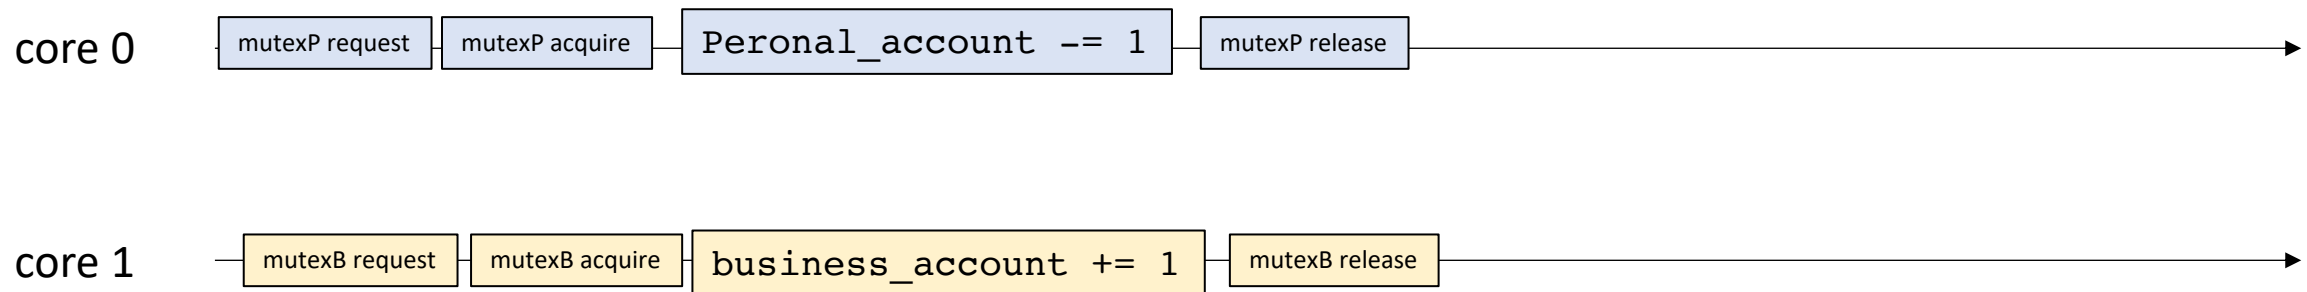 core 0 mutexP request mutexP acquire Peronal_account -= 1 mutexP release
core 1 mutexB request mutexB acquire business_account += 1 mutexB release